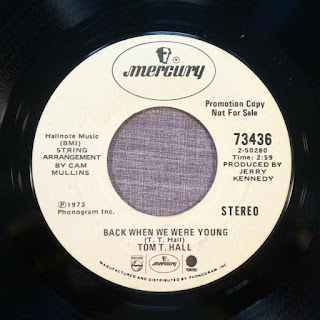 mercury
Promotion Copy
Not For Sale
Hallnote Music
(BMI)
STRING
ARRANGEMENT
BY CAM
MULLINS
73436
2-50280
Time: 2:59
PRODUCED BY
JERRY
KENNEDY
℗1973
Phonogram Inc.
STEREO
BACK WHEN WE WERE YOUNG
(T. T. Hall)
TOM T. HALL
mercury
MANUFACTURED AND DISTRIBUTED BY PHONOGRAM, INC